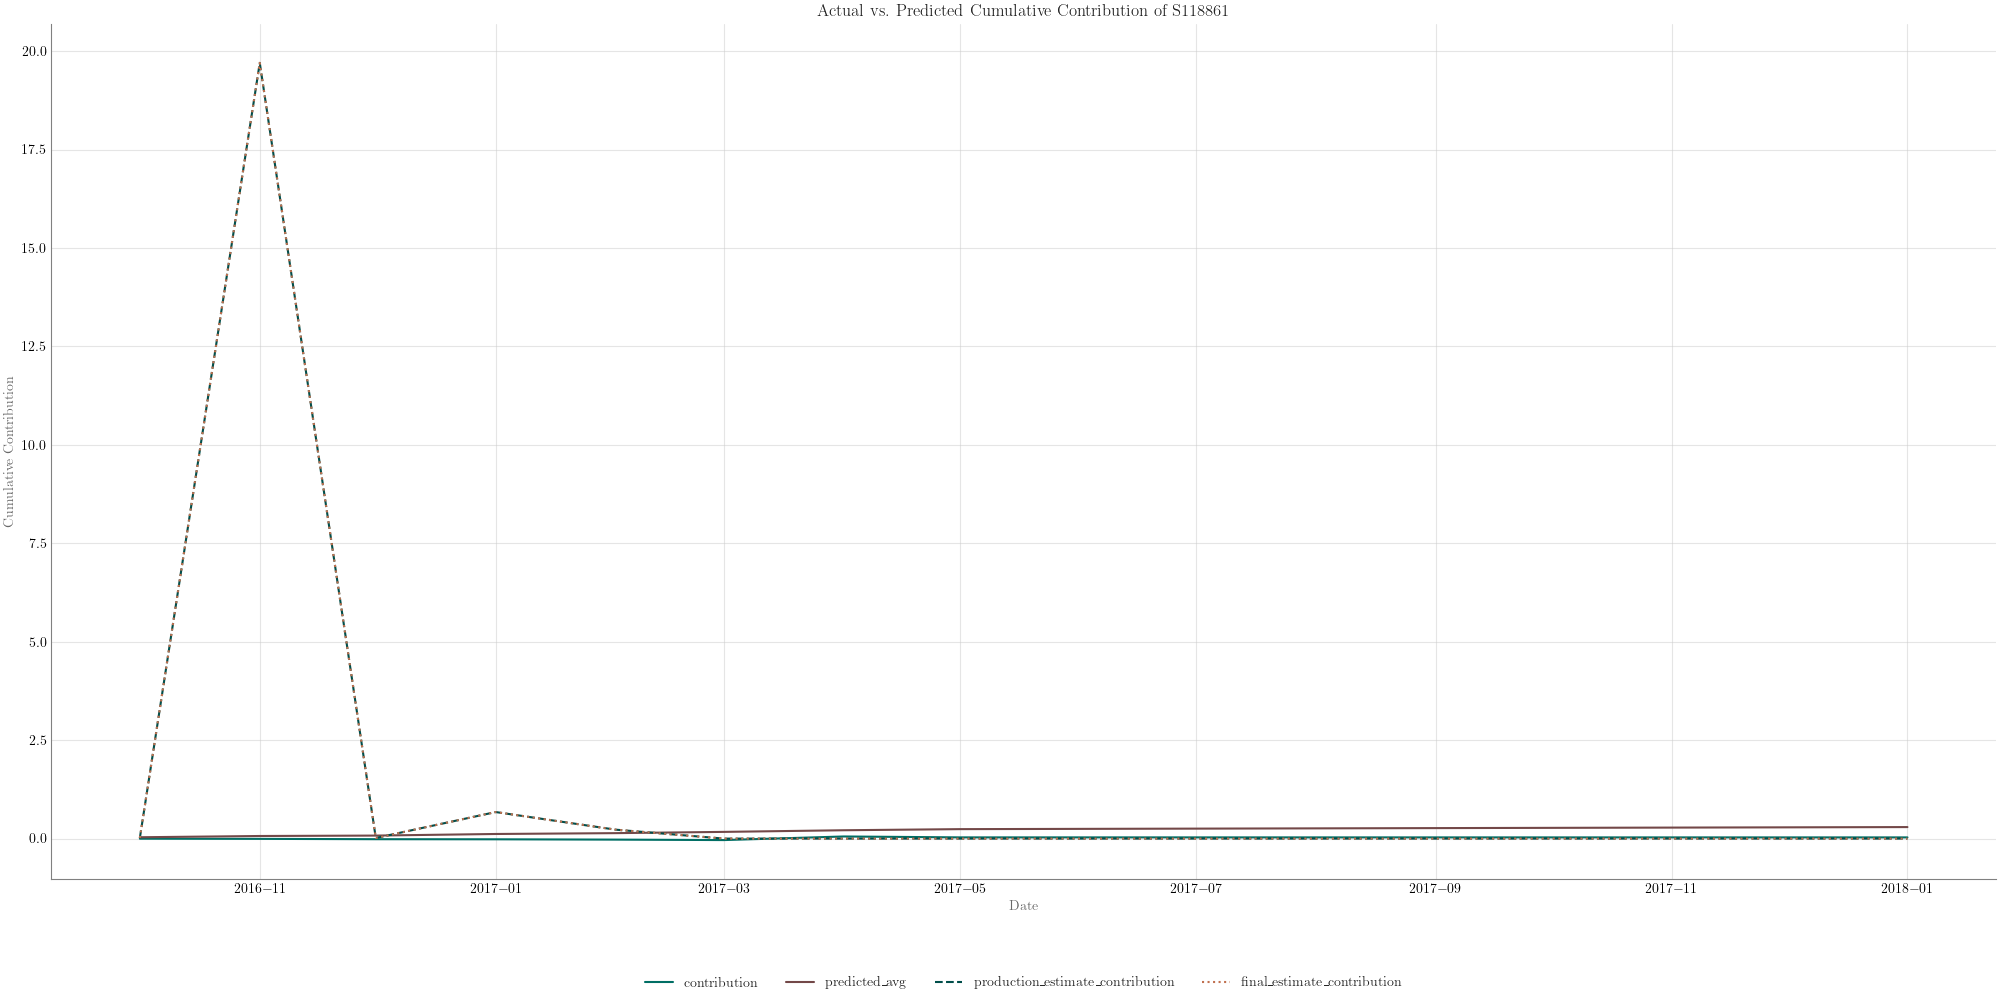 Actual vs. Predicted Cumulative Contribution of S118861
20.0
17.5
15.0
12.5
10.0
7.5
5.0
2.5
0.0
Cumulative Contribution
2016−11 2017−01 2017−03 2017−05 2017−07 2017−09 2017−11 2018−01
Date
contribution predicted_avg production_estimate_contribution final_estimate_contribution